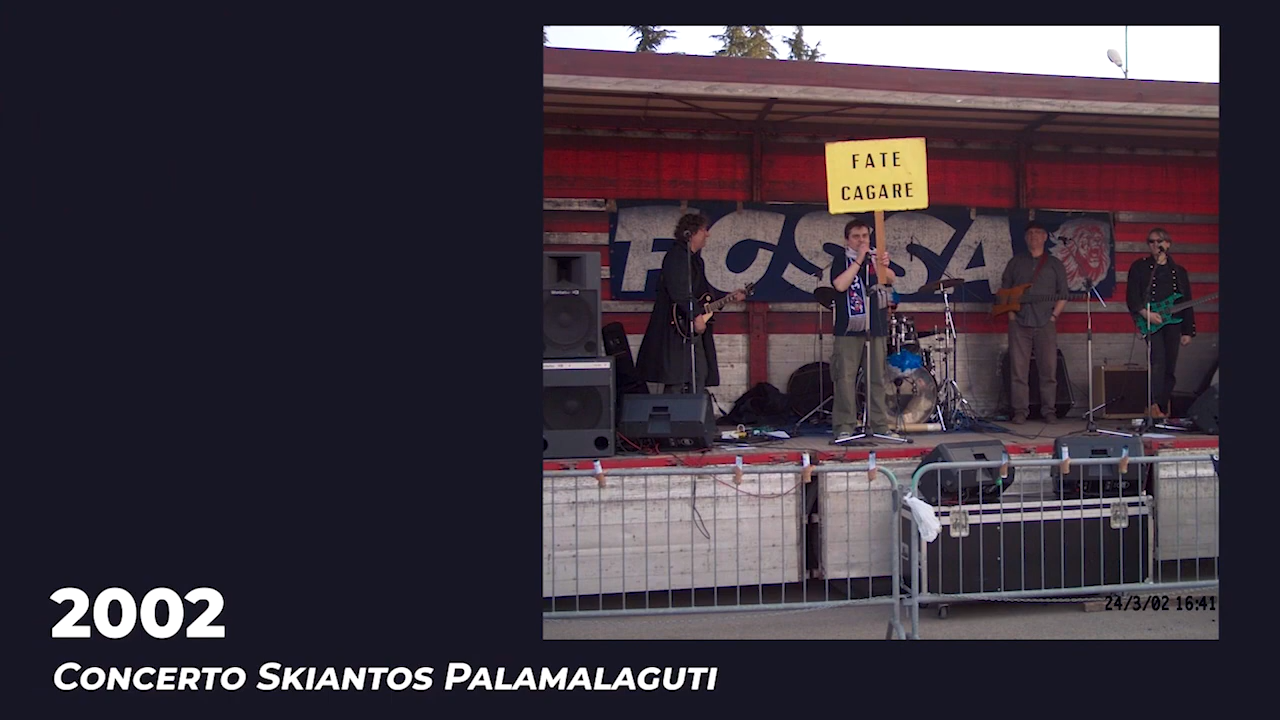 FATE
CAGARE
FOSSA
24/3/02 16:41
2002
Concerto Skiantos Palamalaguti